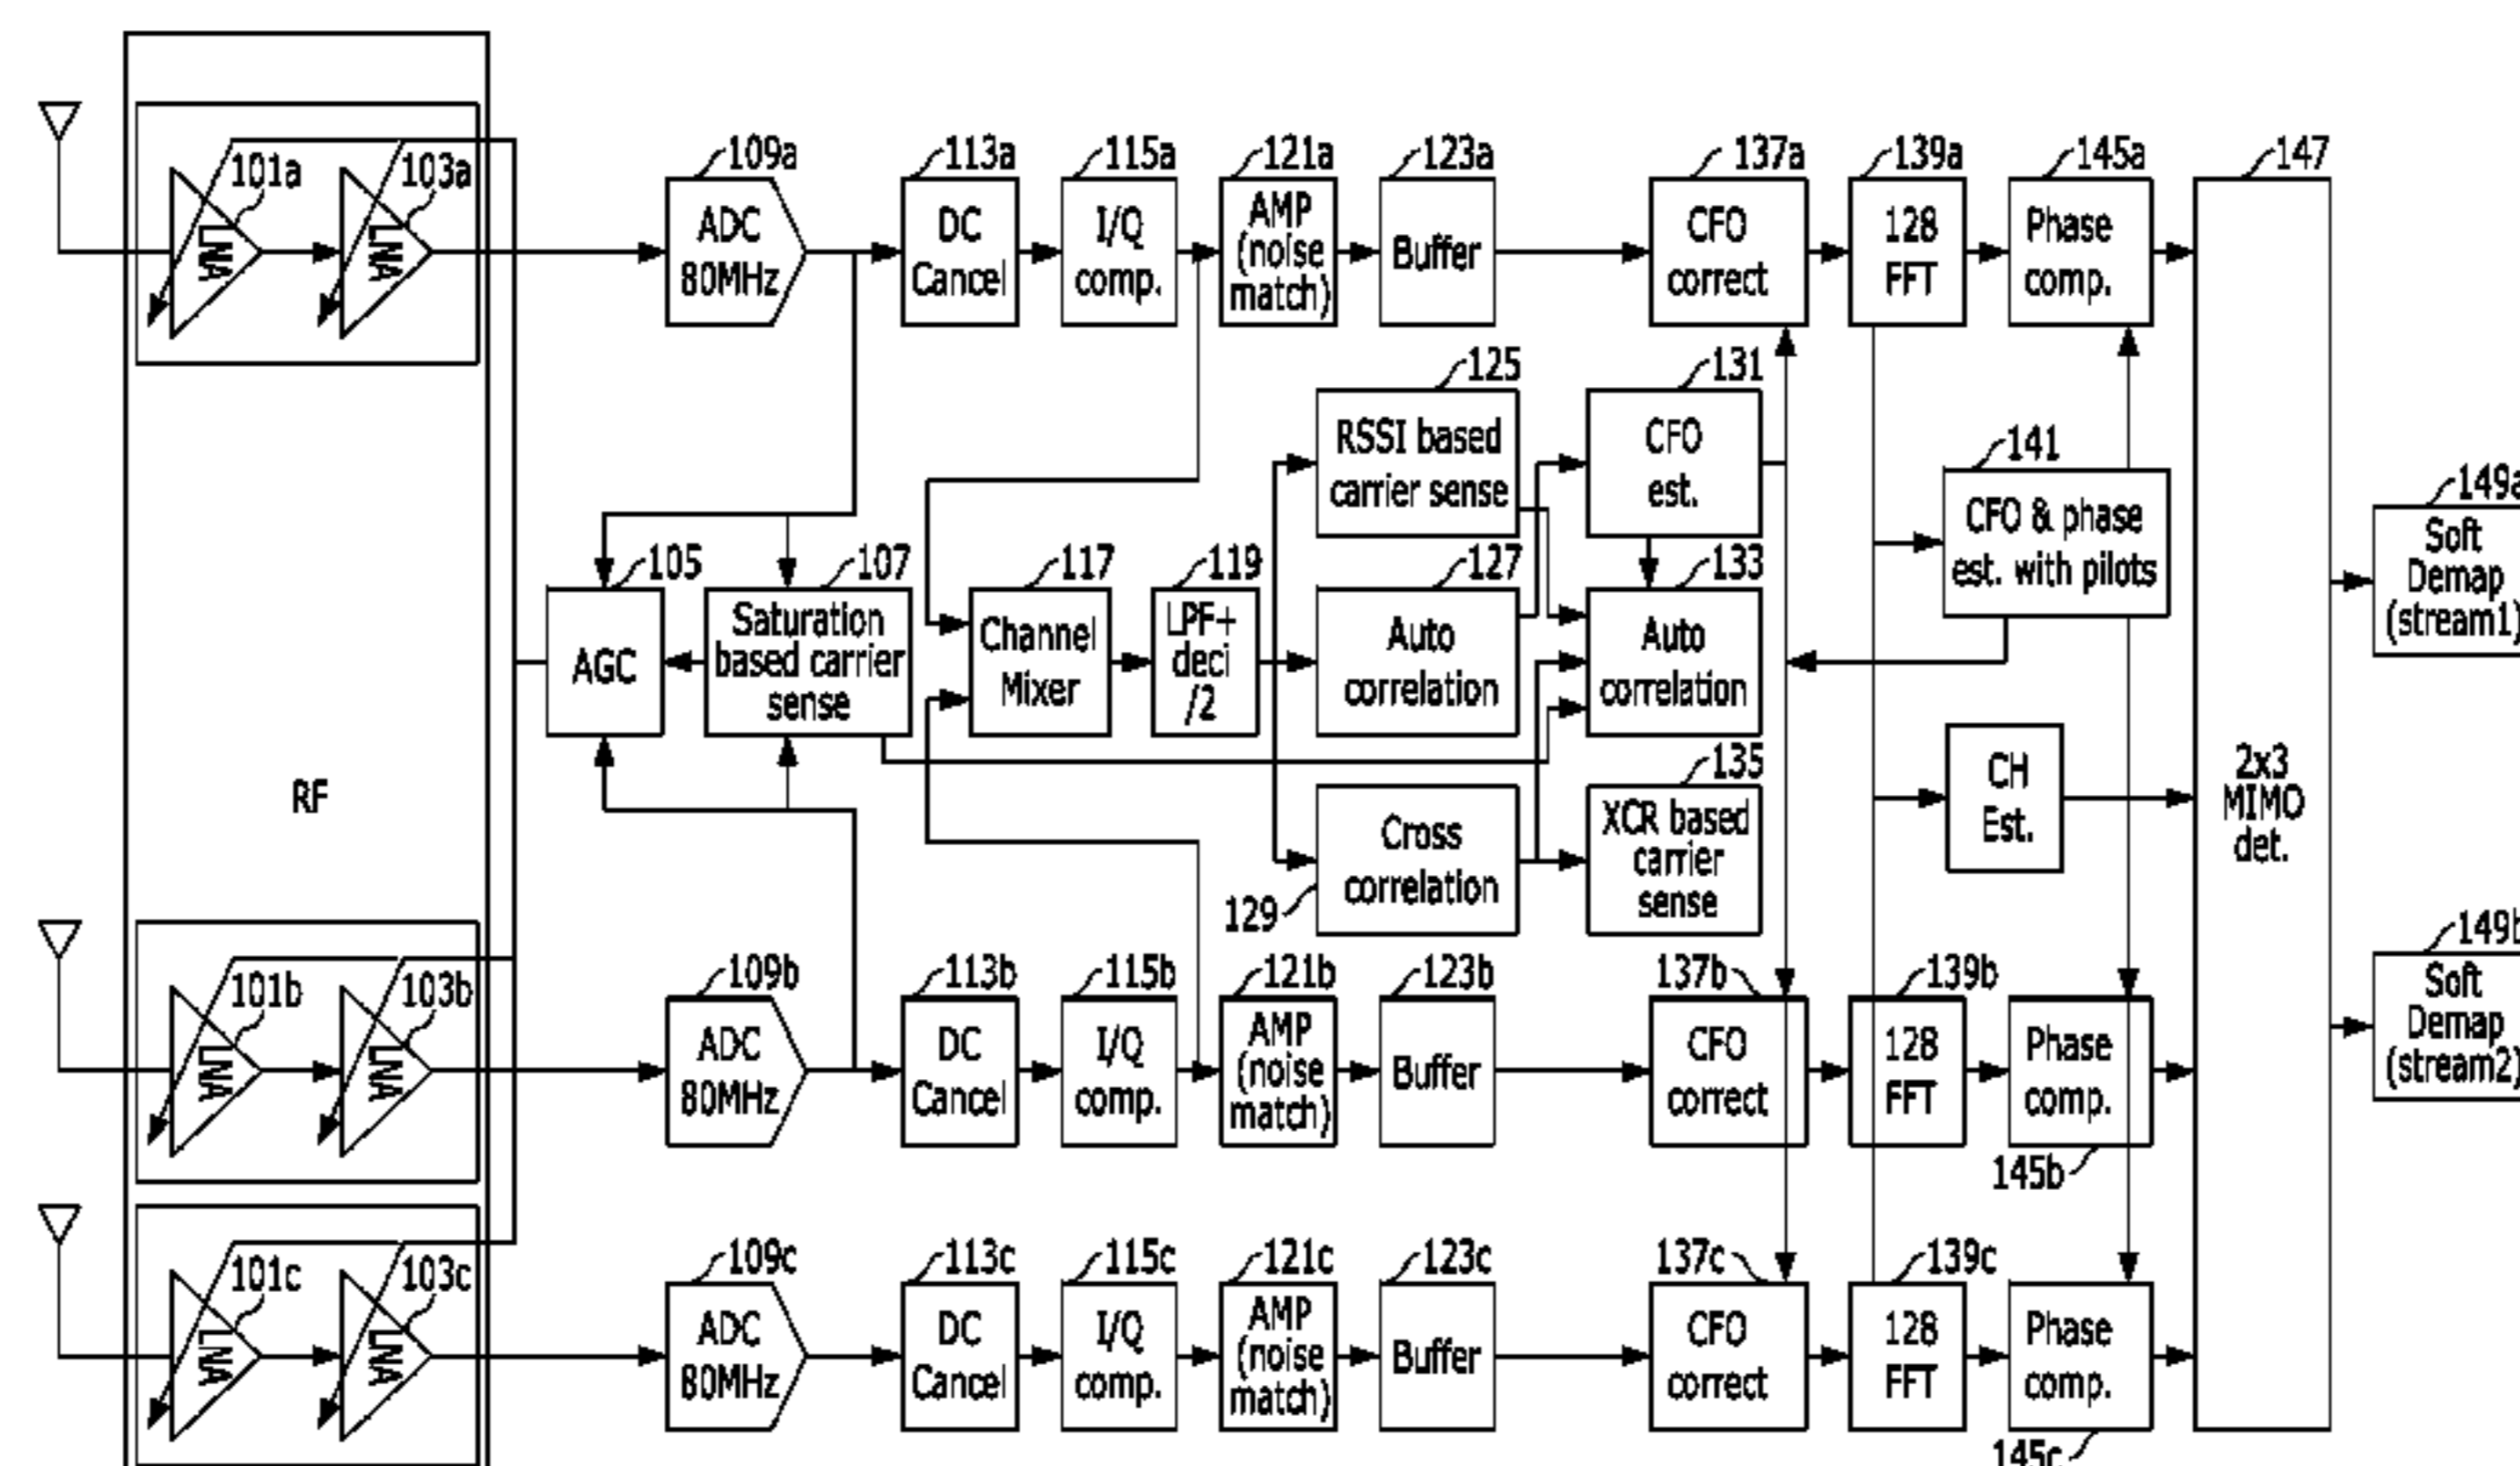 101a
103a
LNA
LNA
109a
ADC
80MHz
113a
DC
Cancel
115a
I/Q
comp.
121a
AMP
(noise
match)
123a
Buffer
137a
CFO
correct
139a
128
FFT
145a
Phase
comp.
147
2x3
MIMO
det.
125
RSSI based
carrier sense
131
CFO
est.
141
CFO & phase
est. with pilots
149a
Soft
Demap
(stream1)
105
AGC
107
Saturation
based carrier
sense
117
Channel
Mixer
119
LPF+
deci
/2
127
Auto
correlation
133
Auto
correlation
RF
129
Cross
correlation
135
XCR based
carrier
sense
CH
Est.
149b
Soft
Demap
(stream2)
101b
103b
LNA
LNA
109b
ADC
80MHz
113b
DC
Cancel
115b
I/Q
comp.
121b
AMP
(noise
match)
123b
Buffer
137b
CFO
correct
139b
128
FFT
Phase
comp.
145b
101c
103c
LNA
LNA
109c
ADC
80MHz
113c
DC
Cancel
115c
I/Q
comp.
121c
AMP
(noise
match)
123c
Buffer
137c
CFO
correct
139c
128
FFT
Phase
comp.
145c